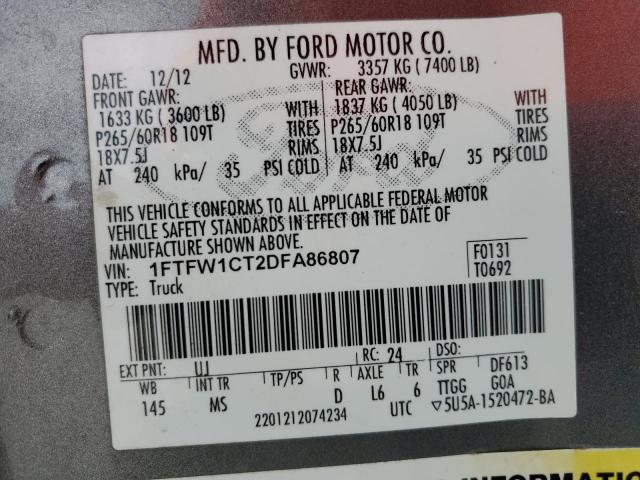 MFD. BY FORD MOTOR CO.
DATE: 12/12 GVWR: 3357 KG ( 7400 LB)
FRONT GAWR: REAR GAWR:
1633 KG ( 3600 LB) WITH 1837 KG ( 4050 LB) WITH
P265/60R18 109T TIRES P265/60R18 109T TIRES
18X7.5J RIMS 18X7.5J RIMS
AT 240 kPa/ 35 PSI COLD AT 240 kPa/ 35 PSI COLD
THIS VEHICLE CONFORMS TO ALL APPLICABLE FEDERAL MOTOR
VEHICLE SAFETY STANDARDS IN EFFECT ON THE DATE OF
MANUFACTURE SHOWN ABOVE.
VIN: 1FTFW1CT2DFA86807 F0131
TYPE: Truck T0692
EXT PNT: UJ RC: 24 DSO:
WB INT TR TP/PS R AXLE TR SPR DF613
145 MS D L6 6 TTGG GOA
2201212074234 UTC ▽5U5A-1520472-BA
INFORMATION